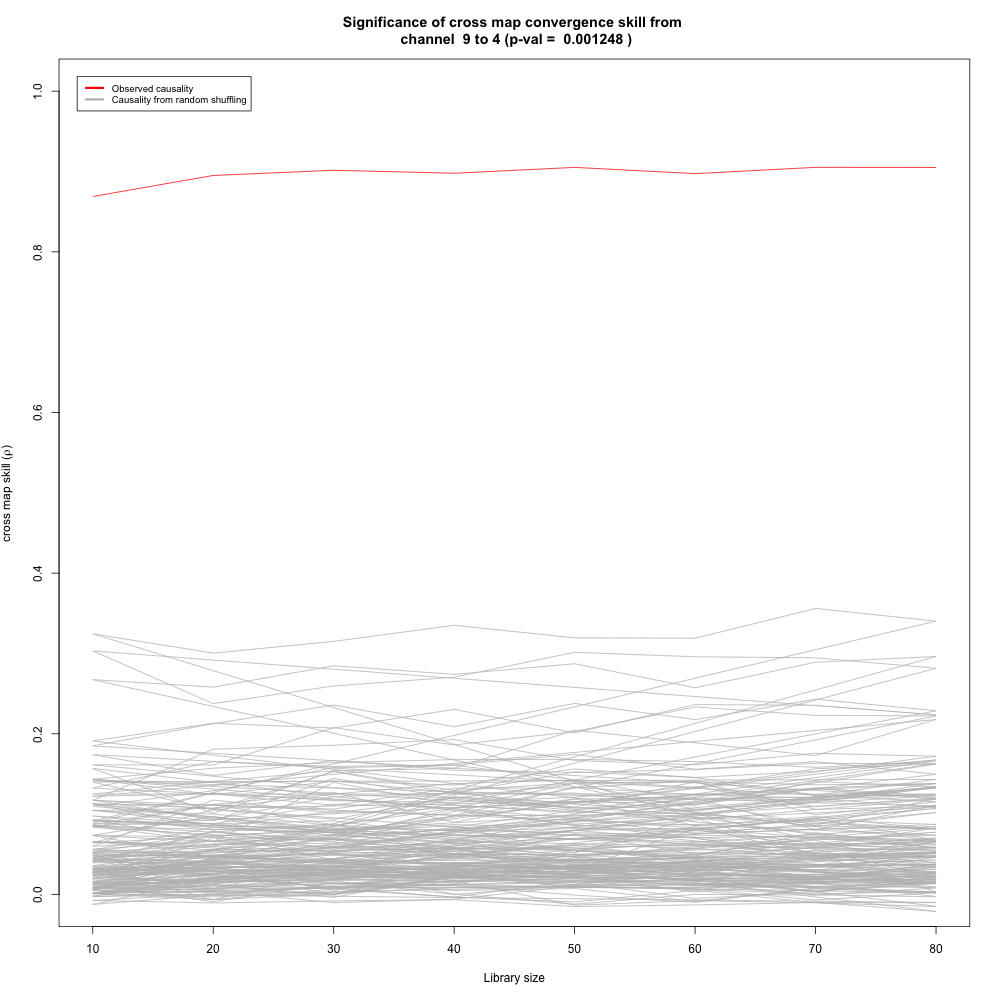 Significance of cross map convergence skill from
channel  9 to 4 (p-val =  0.001248 )
Observed causality
Causality from random shuffling
cross map skill (ρ)
1.0
0.8
0.6
0.4
0.2
0.0
10 20 30 40 50 60 70 80
Library size